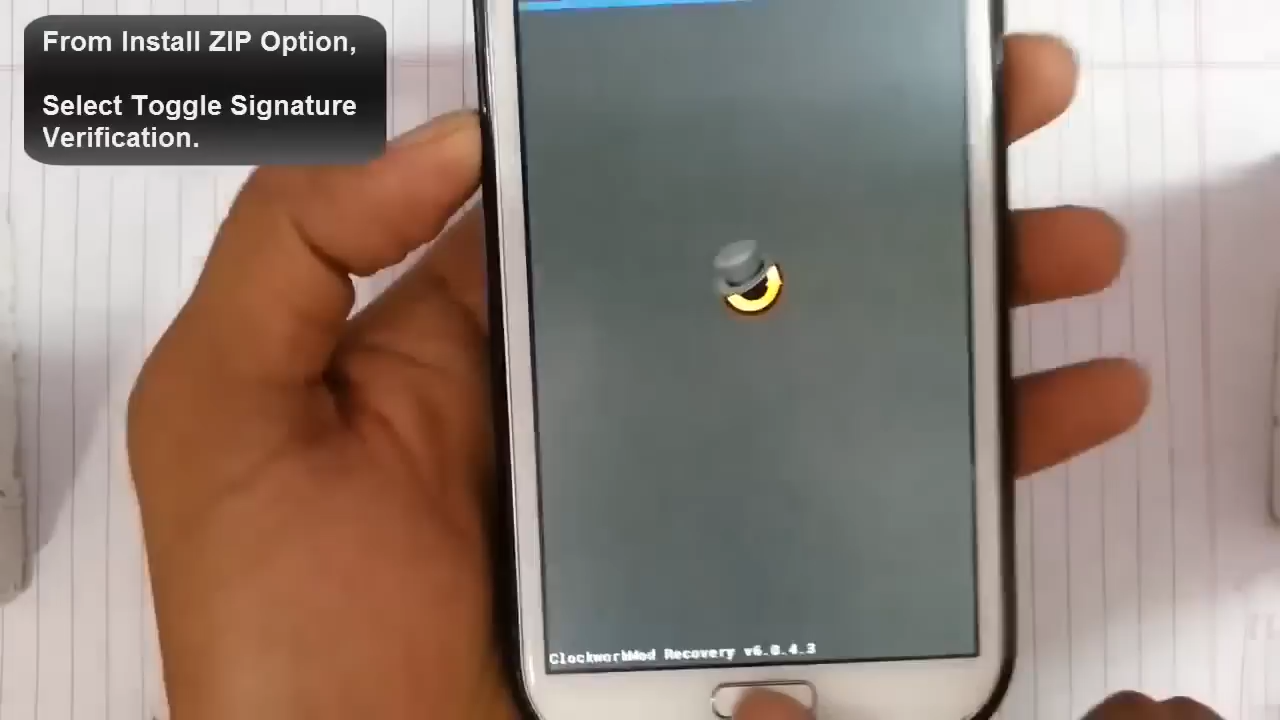 From Install ZIP Option,
Select Toggle Signature
Verification.
ClockworkMod Recovery v6.0.4.3